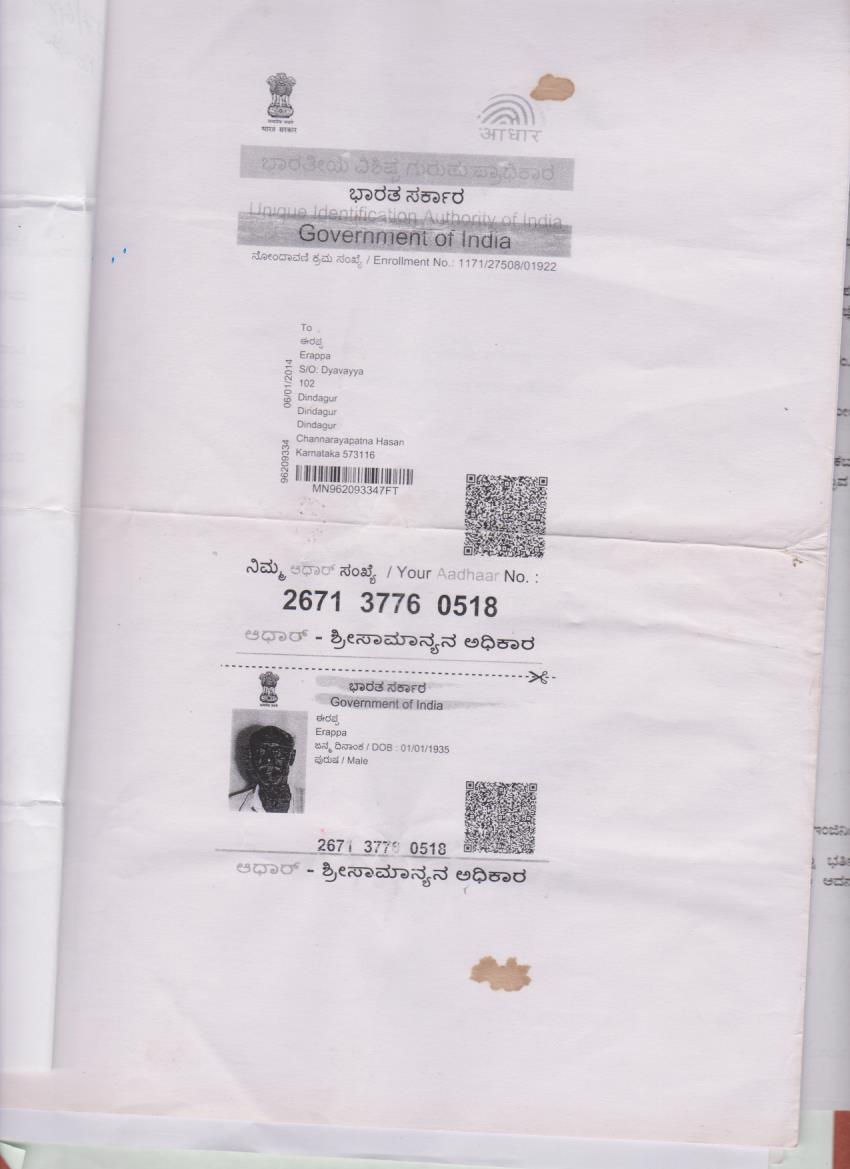 भारत सरकार
आधार
ಭಾರತೀಯ ವಿಶಿಷ್ಟ ಗುರುತು ಪ್ರಾಧಿಕಾರ
ಭಾರತ ಸರ್ಕಾರ
Unique Identification Authority of India
Government of India
ನೋಂದಾವಣಿ ಕ್ರಮ ಸಂಖ್ಯೆ / Enrollment No.: 1171/27508/01922
To
ಈರಪ್ಪ
Erappa
S/O: Dyavayya
102
Dindagur
Dindagur
Dindagur
Channarayapatna Hasan
Karnataka 573116
06/01/2014
96209334
MN962093347FT
ನಿಮ್ಮ ಆಧಾರ್ ಸಂಖ್ಯೆ / Your Aadhaar No. :
2671 3776 0518
ಆಧಾರ್ - ಶ್ರೀಸಾಮಾನ್ಯನ ಅಧಿಕಾರ
ಭಾರತ ಸರ್ಕಾರ
Government of India
ಈರಪ್ಪ
Erappa
ಜನ್ಮ ದಿನಾಂಕ / DOB : 01/01/1935
ಪುರುಷ / Male
2671 3776 0518
ಆಧಾರ್ - ಶ್ರೀಸಾಮಾನ್ಯನ ಅಧಿಕಾರ